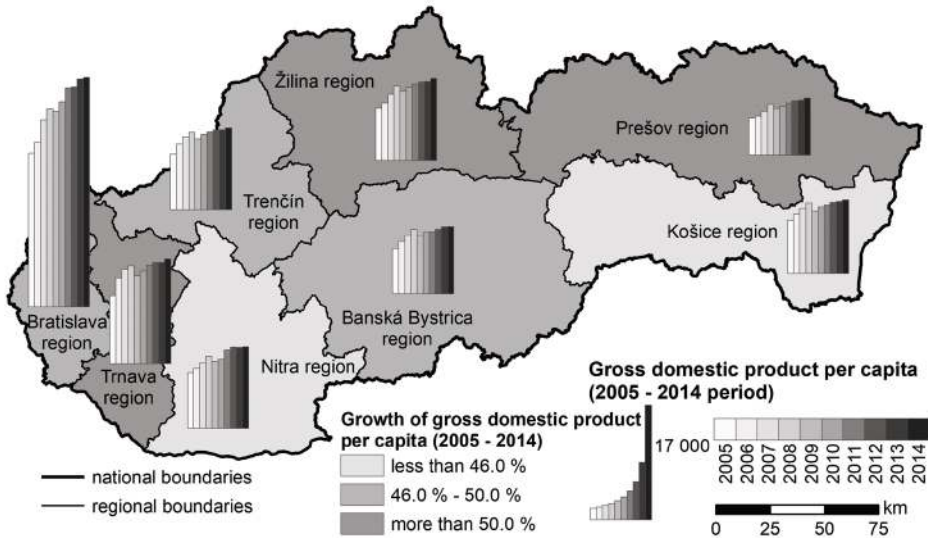 Žilina region
Prešov region
Trenčín
region
Košice region
Bratislava
region
Banská Bystrica
region
Trnava
region
Nitra region
Growth of gross domestic product
per capita (2005 - 2014)
less than 46.0 %
46.0 % - 50.0 %
more than 50.0 %
national boundaries
regional boundaries
Gross domestic product per capita
(2005 - 2014 period)
17 000
2005
2006
2007
2008
2009
2010
2011
2012
2013
2014
km
0 25 50 75